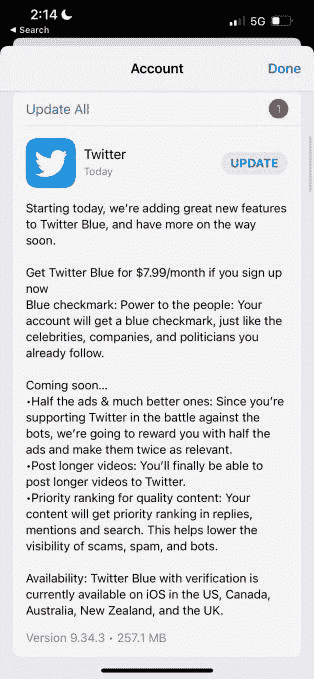 2:14
5G
Search
Account
Done
Update All
1
Twitter
Today
UPDATE
Starting today, we're adding great new features
to Twitter Blue, and have more on the way
soon.
Get Twitter Blue for $7.99/month if you sign up
now
Blue checkmark: Power to the people: Your
account will get a blue checkmark, just like the
celebrities, companies, and politicians you
already follow.
Coming soon...
•Half the ads & much better ones: Since you're
supporting Twitter in the battle against the
bots, we're going to reward you with half the
ads and make them twice as relevant.
•Post longer videos: You'll finally be able to
post longer videos to Twitter.
•Priority ranking for quality content: Your
content will get priority ranking in replies,
mentions and search. This helps lower the
visibility of scams, spam, and bots.
Availability: Twitter Blue with verification is
currently available on iOS in the US, Canada,
Australia, New Zealand, and the UK.
Version 9.34.3 • 257.1 MB